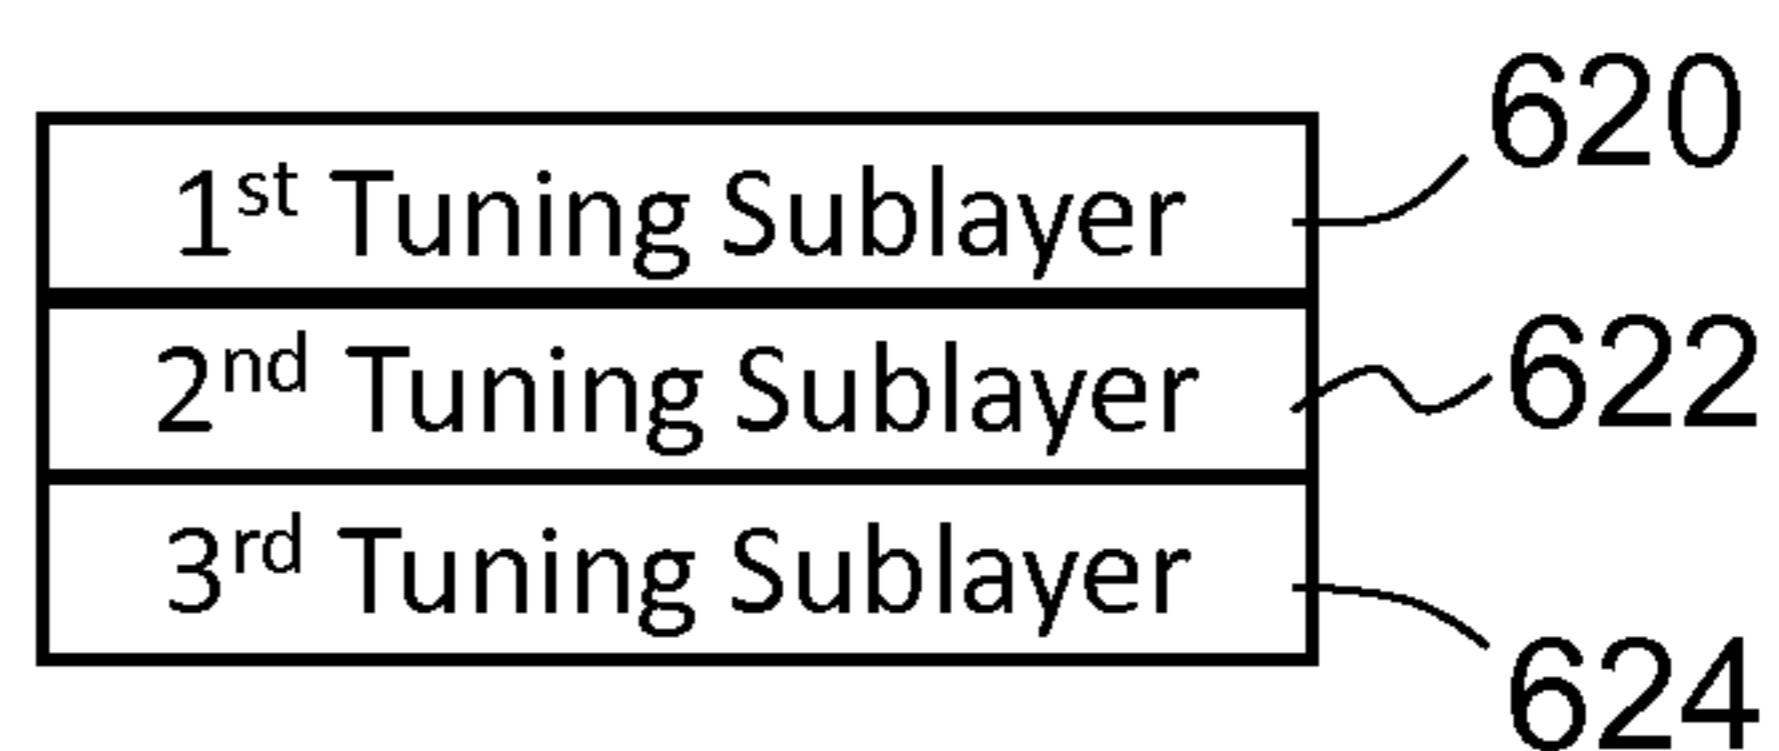 620
1st Tuning Sublayer
2nd Tuning Sublayer
622
3rd Tuning Sublayer
624